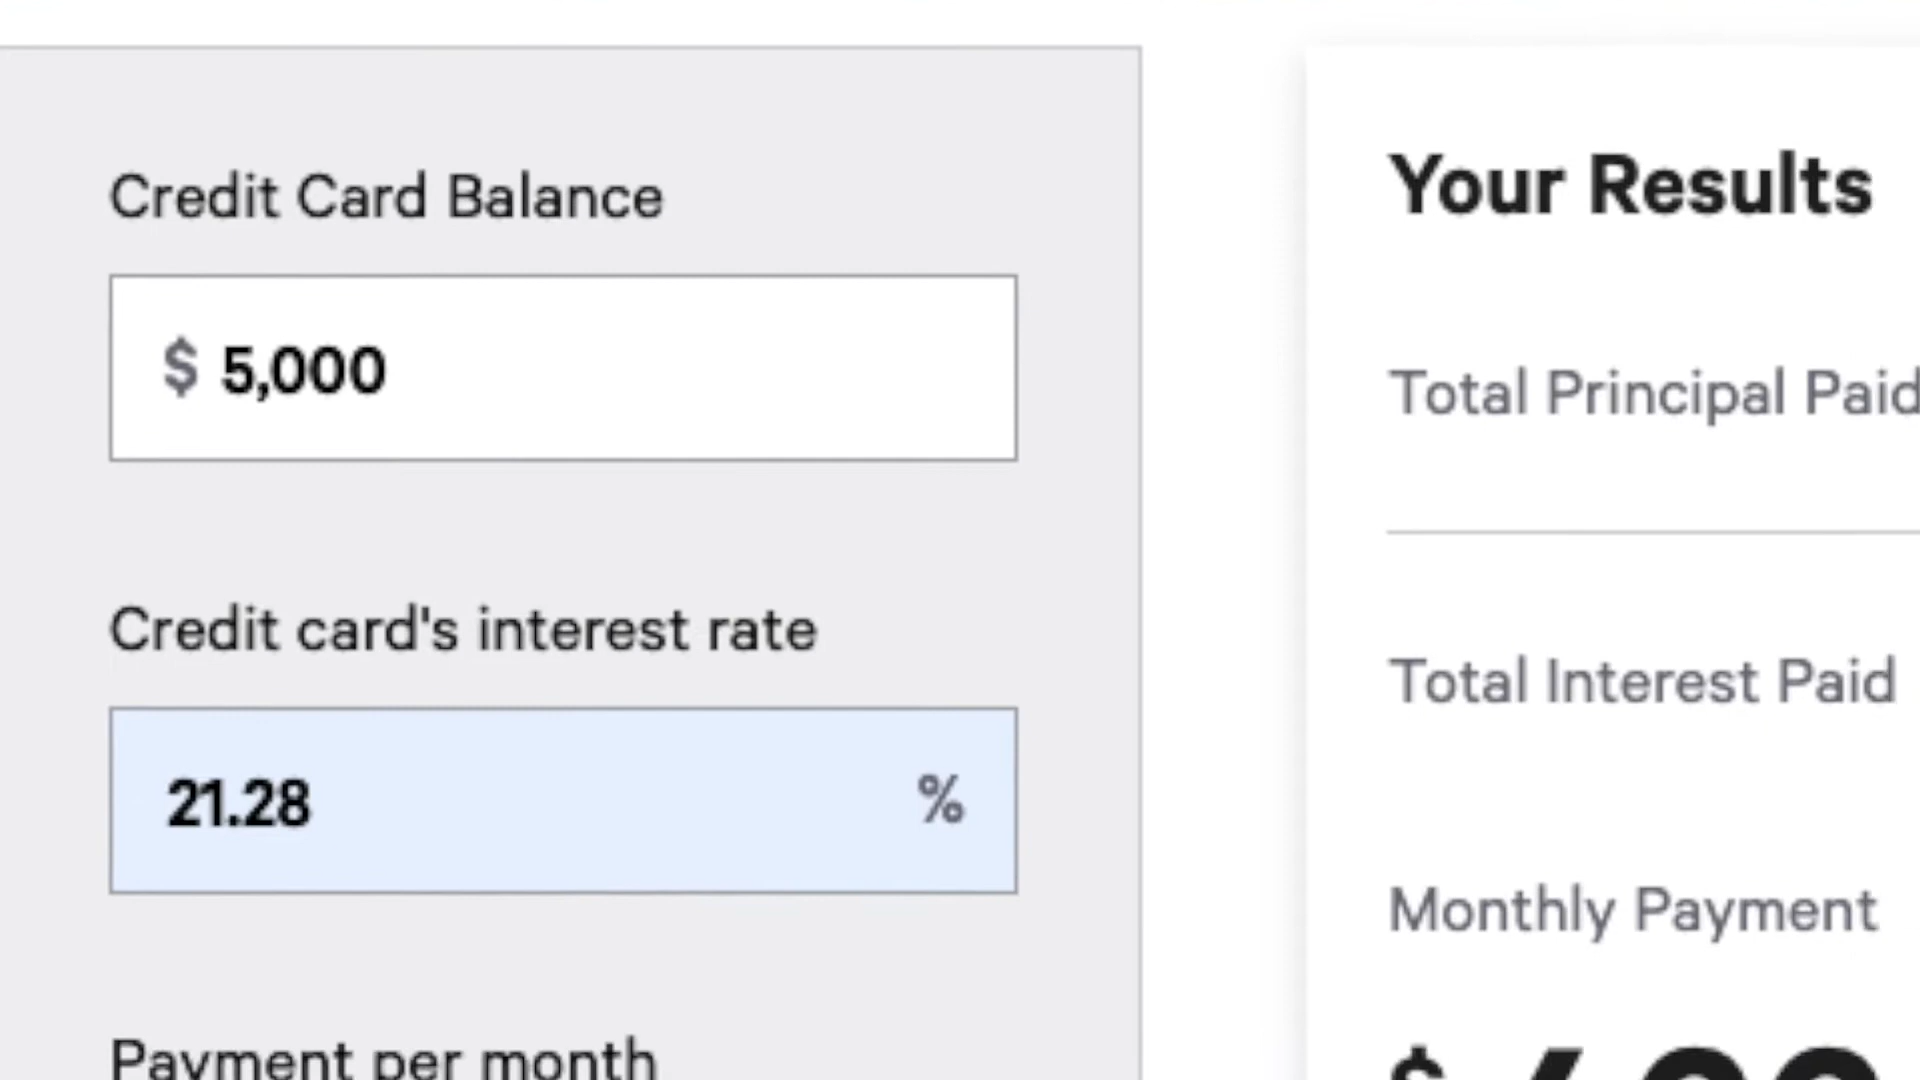 Credit Card Balance
$ 5,000
Credit card's interest rate
21.28 %
Payment per month
Your Results
Total Principal Paid
Total Interest Paid
Monthly Payment